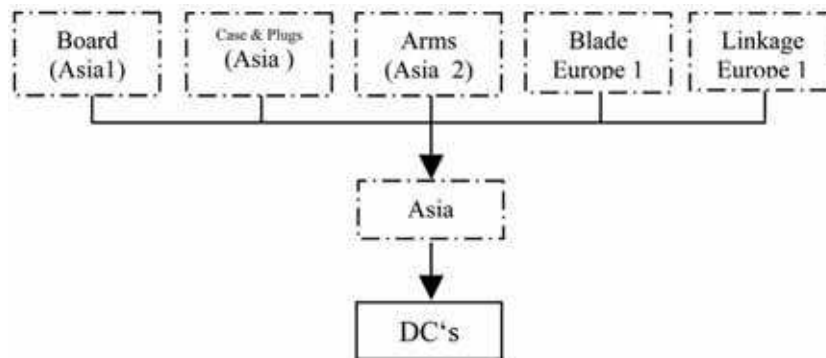 Board
(Asia1)
Case & Plugs
(Asia )
Arms
(Asia 2)
Blade
Europe 1
Linkage
Europe 1
Asia
DC‘s